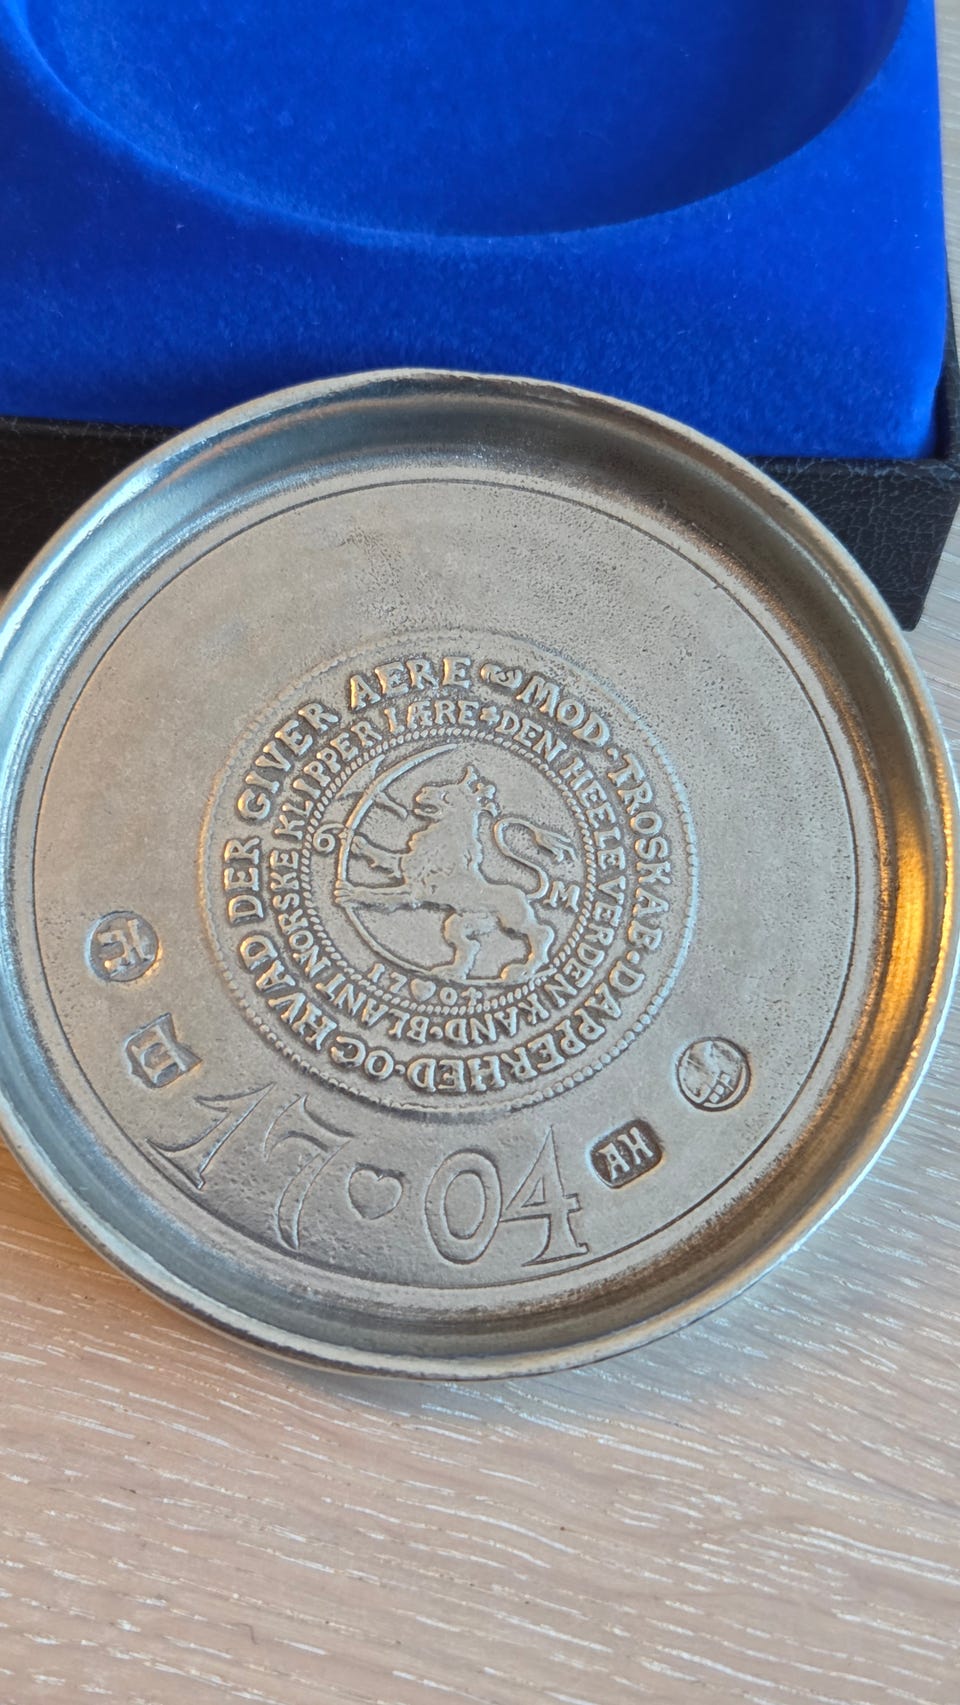 MOD·TROSKAB·DAPPERHED·OG HVAD DER GIVER AERE
DEN HEELE VERDEN KAND·BLANT NORSKE KLIPPER LÆRE
6
M
17♥04
17♥04
AH